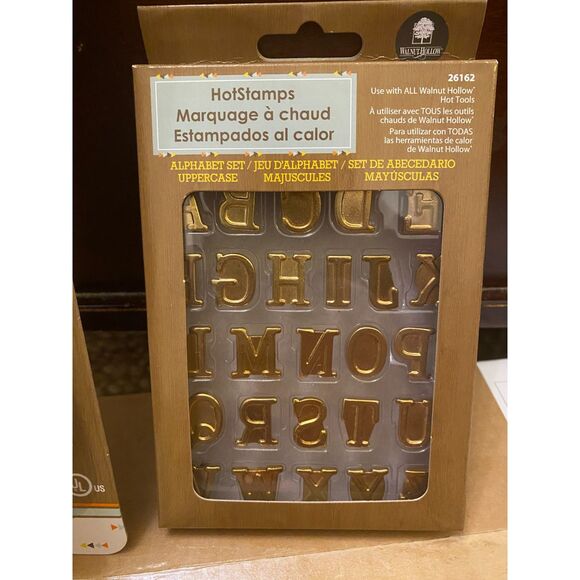 WALNUT HOLLOW
26162
HotStamps
Marquage à chaud
Estampados al calor
Use with ALL Walnut Hollow®
Hot Tools
À utiliser avec TOUS les outils
chauds de Walnut Hollow®
Para utilizar con TODAS
las herramientas de calor
de Walnut Hollow®
ALPHABET SET / JEU D'ALPHABET / SET DE ABECEDARIO
UPPERCASE MAJUSCULES MAYÚSCULAS
A B C D E
H G H I J K
I M N O P
Q R S T U
V W X X Z
UL US